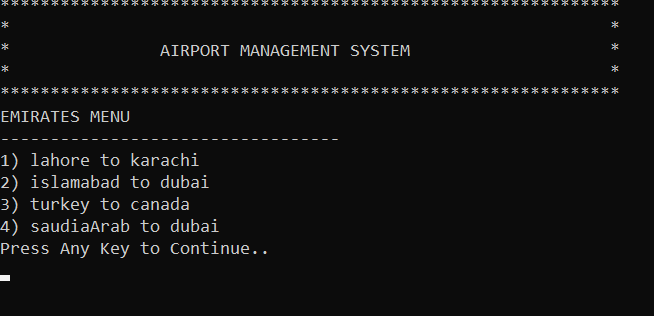 **************************************************************
*                                                            *
*               AIRPORT MANAGEMENT SYSTEM                    *
*                                                            *
**************************************************************
EMIRATES MENU
----------------------------------
1) lahore to karachi
2) islamabad to dubai
3) turkey to canada
4) saudiaArab to dubai
Press Any Key to Continue..